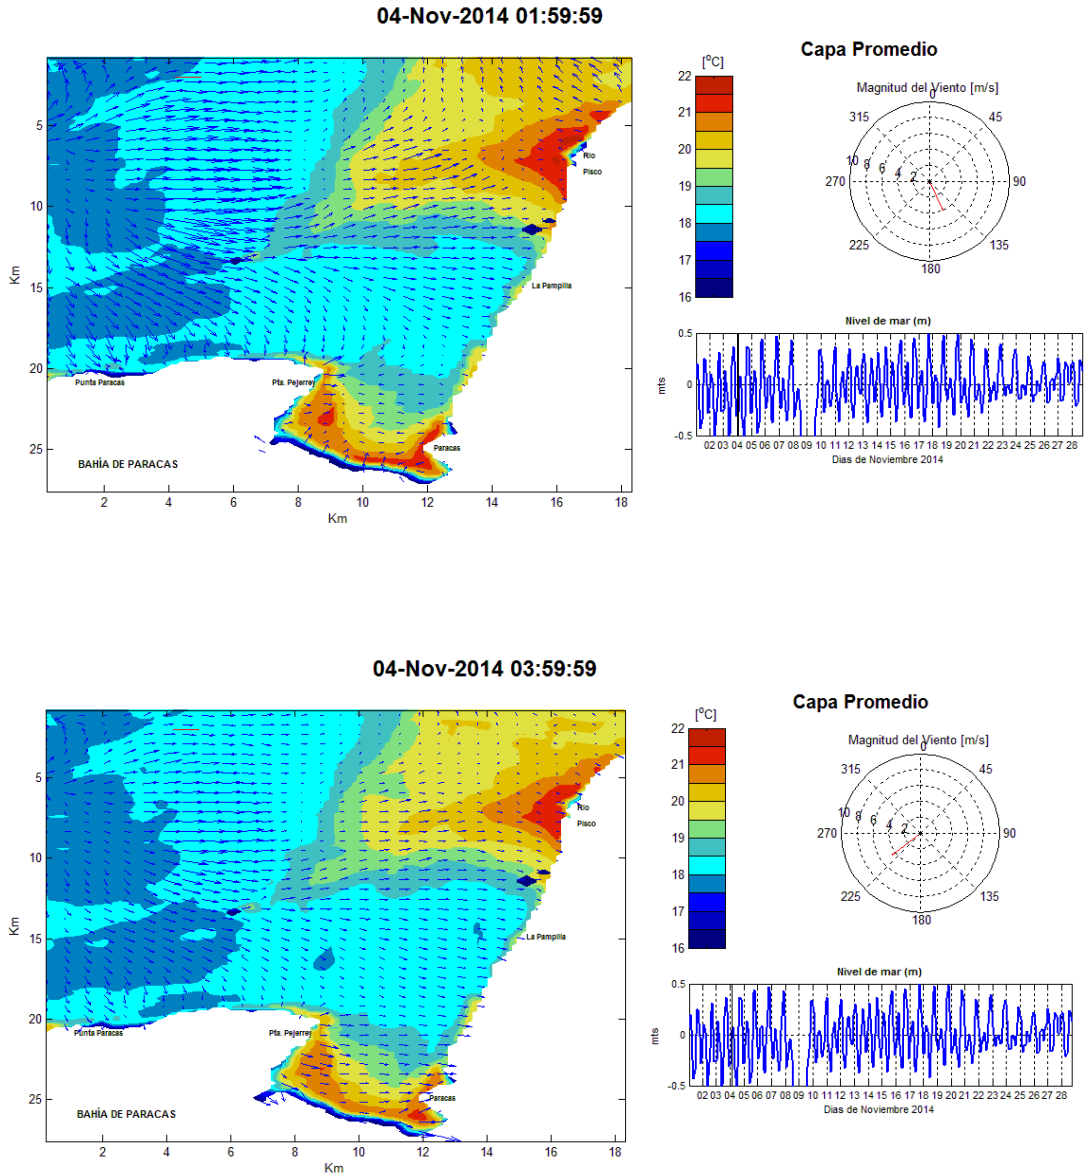 04-Nov-2014 01:59:59
Capa Promedio
[°C]
22
21
20
19
18
17
16
Magnitud del Viento [m/s]
0
45
90
135
180
225
270
315
10 8 6 4 2
Km
5
10
15
20
25
Rio
Pisco
La Pampilla
Punta Paracas
Pta. Pejerrey
Paracas
BAHÍA DE PARACAS
2 4 6 8 10 12 14 16 18
Km
Nivel de mar (m)
mts
0.5
0
-0.5
02 03 04 05 06 07 08 09 10 11 12 13 14 15 16 17 18 19 20 21 22 23 24 25 26 27 28
Dias de Noviembre 2014
04-Nov-2014 03:59:59
Capa Promedio
[°C]
22
21
20
19
18
17
17
16
Magnitud del Viento [m/s]
0
45
90
135
180
225
270
315
10 8 6 4 2
Km
5
10
15
20
25
Rio
Pisco
La Pampilla
Punta Paracas
Pta. Pejerrey
Paracas
BAHÍA DE PARACAS
2 4 6 8 10 12 14 16 18
Km
Nivel de mar (m)
mts
0.5
0
-0.5
02 03 04 05 06 07 08 09 10 11 12 13 14 15 16 17 18 19 20 21 22 23 24 25 26 27 28
Dias de Noviembre 2014